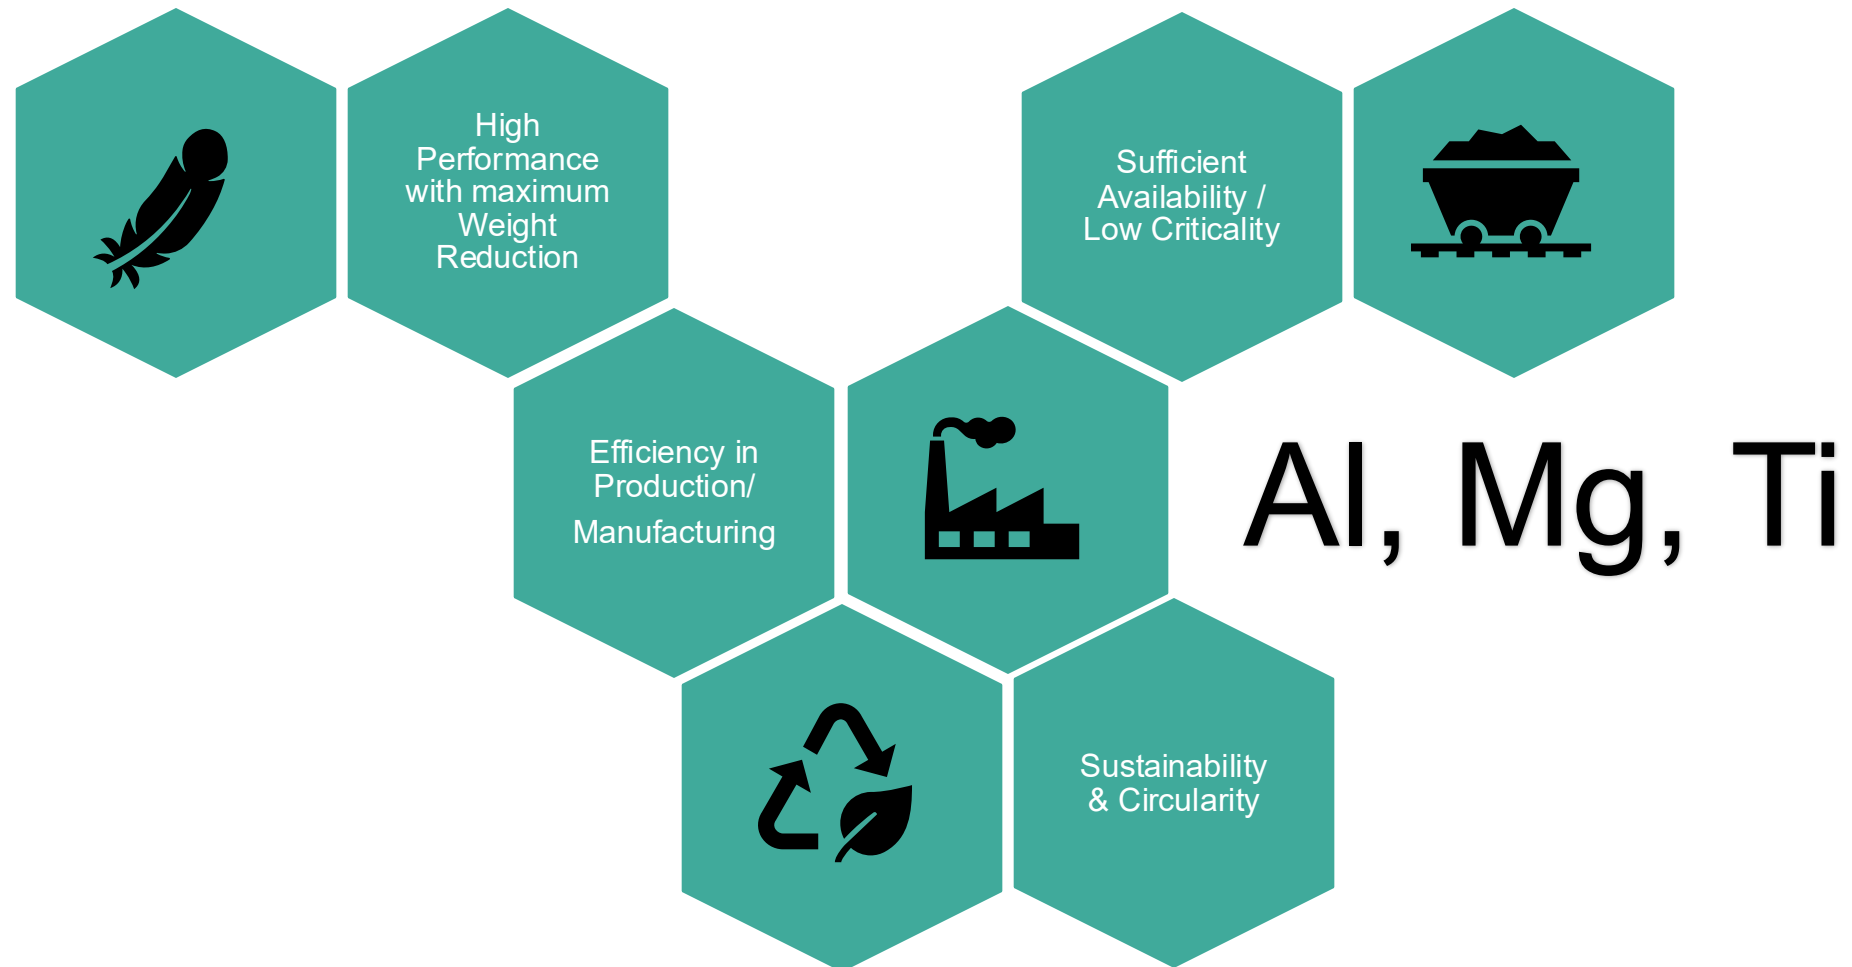 High
Performance
with maximum
Weight
Reduction
Sufficient
Availability /
Low Criticality
Efficiency in
Production/
Manufacturing
Al, Mg, Ti
Sustainability
& Circularity